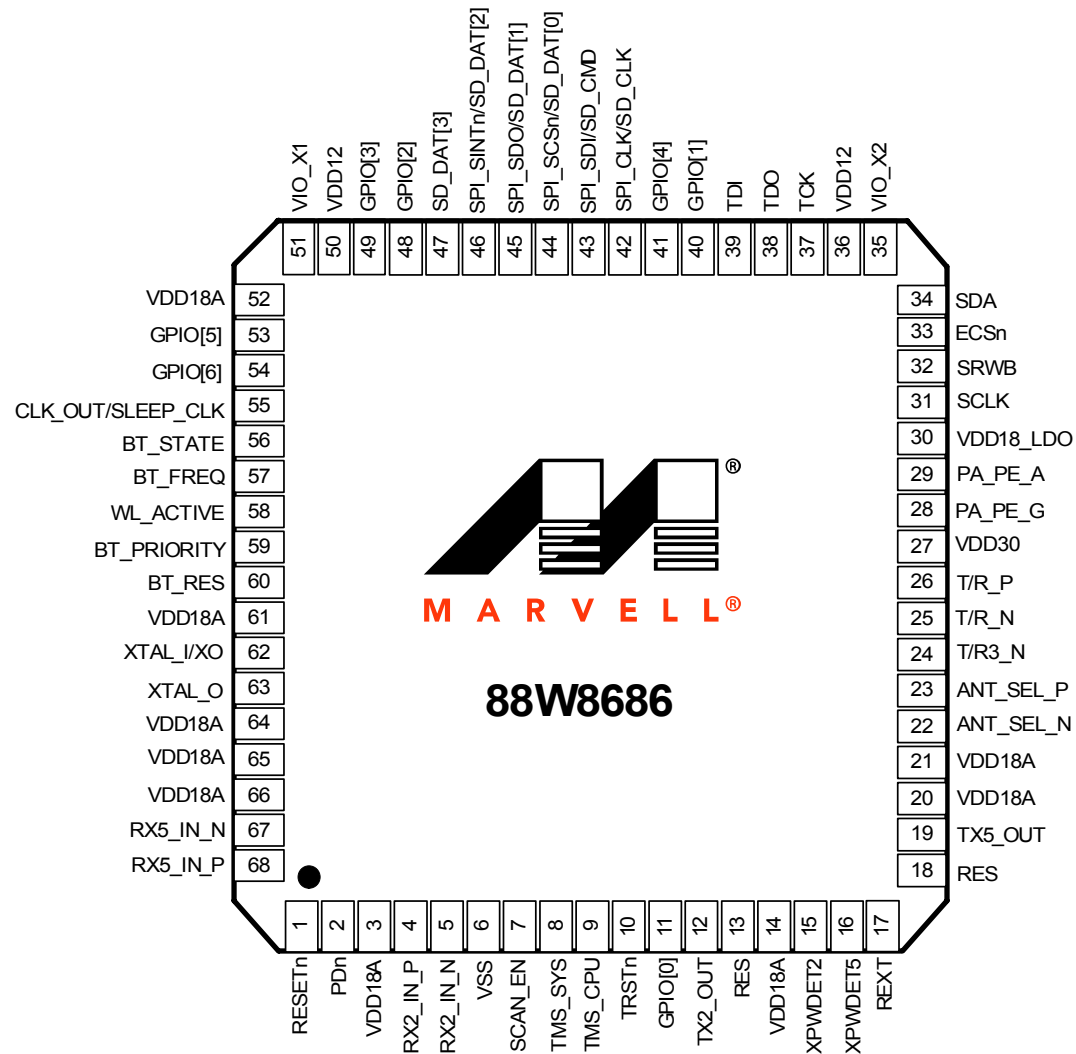 VIO_X1
VDD12
GPIO[3]
GPIO[2]
SD_DAT[3]
SPI_SINTn/SD_DAT[2]
SPI_SDO/SD_DAT[1]
SPI_SCSn/SD_DAT[0]
SPI_SDI/SD_CMD
SPI_CLK/SD_CLK
GPIO[4]
GPIO[1]
TDI
TDO
TCK
VDD12
VIO_X2
51 50 49 48 47 46 45 44 43 42 41 40 39 38 37 36 35
VDD18A 52
GPIO[5] 53
GPIO[6] 54
CLK_OUT/SLEEP_CLK 55
BT_STATE 56
BT_FREQ 57
WL_ACTIVE 58
BT_PRIORITY 59
BT_RES 60
VDD18A 61
XTAL_I/XO 62
XTAL_O 63
VDD18A 64
VDD18A 65
VDD18A 66
RX5_IN_N 67
RX5_IN_P 68
®
MARVELL®
88W8686
34 SDA
33 ECSn
32 SRWB
31 SCLK
30 VDD18_LDO
29 PA_PE_A
28 PA_PE_G
27 VDD30
26 T/R_P
25 T/R_N
24 T/R3_N
23 ANT_SEL_P
22 ANT_SEL_N
21 VDD18A
20 VDD18A
19 TX5_OUT
18 RES
1 2 3 4 5 6 7 8 9 10 11 12 13 14 15 16 17
RESETn
PDn
VDD18A
RX2_IN_P
RX2_IN_N
VSS
SCAN_EN
TMS_SYS
TMS_CPU
TRSTn
GPIO[0]
TX2_OUT
RES
VDD18A
XPWDET2
XPWDET5
REXT